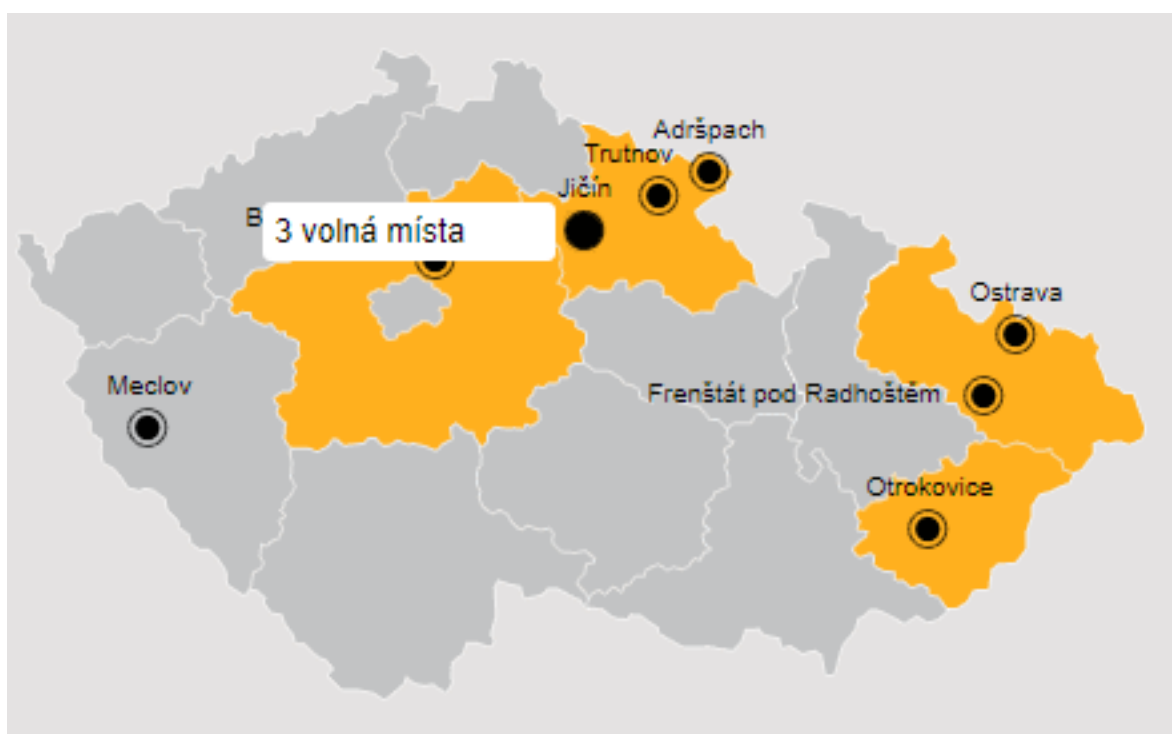 Adršpach
Trutnov
Jičín
3 volná místa
Ostrava
Meclov
Frenštát pod Radhoštěm
Otrokovice